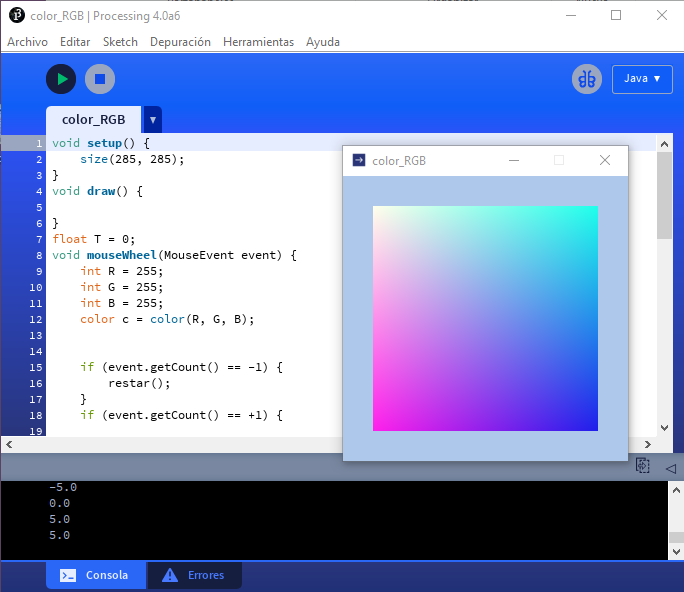 color_RGB | Processing 4.0a6
Archivo Editar Sketch Depuración Herramientas Ayuda
Java ▾
color_RGB
1 void setup() {
2 size(285, 285);
3 }
4 void draw() {
5
6 }
7 float T = 0;
8 void mouseWheel(MouseEvent event) {
9 int R = 255;
10 int G = 255;
11 int B = 255;
12 color c = color(R, G, B);
13
14
15 if (event.getCount() == -1) {
16 restar();
17 }
18 if (event.getCount() == +1) {
19
color_RGB
-5.0
0.0
5.0
5.0
Consola
Errores